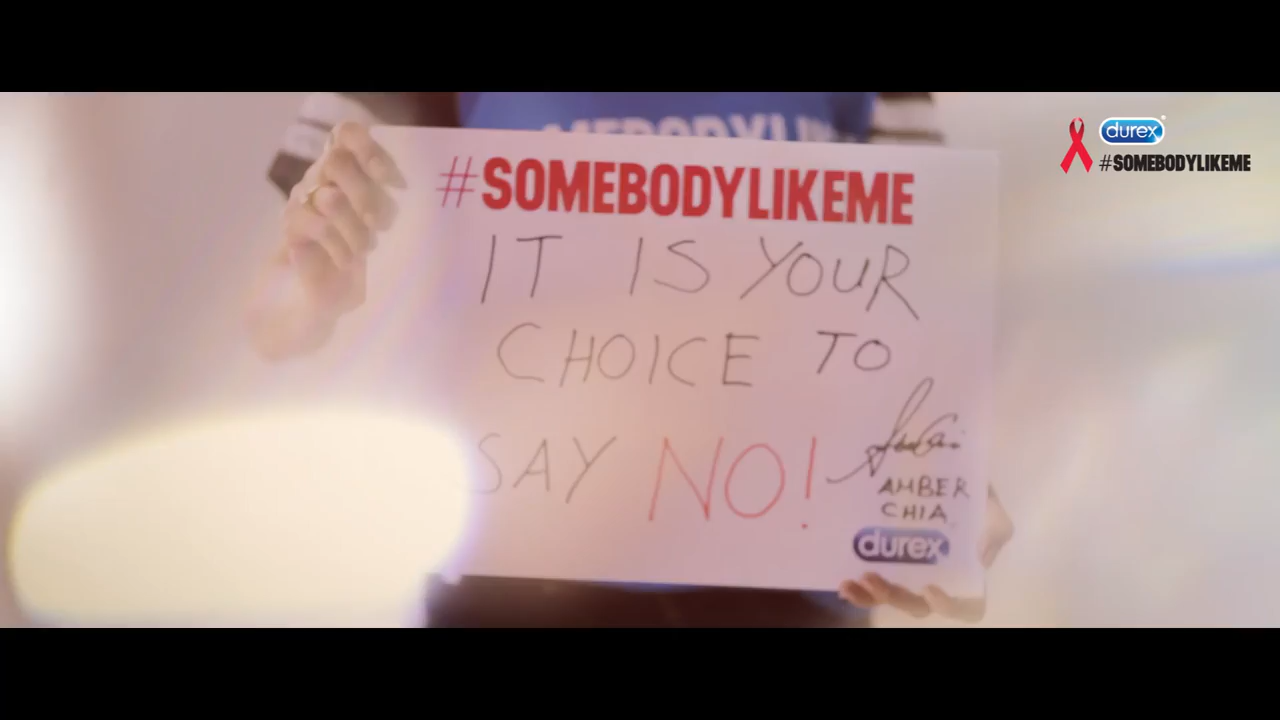 durex
#SOMEBODYLIKEME
#SOMEBODYLIKEME
IT IS YOUR
CHOICE TO
SAY NO!
AMBER
CHIA
durex